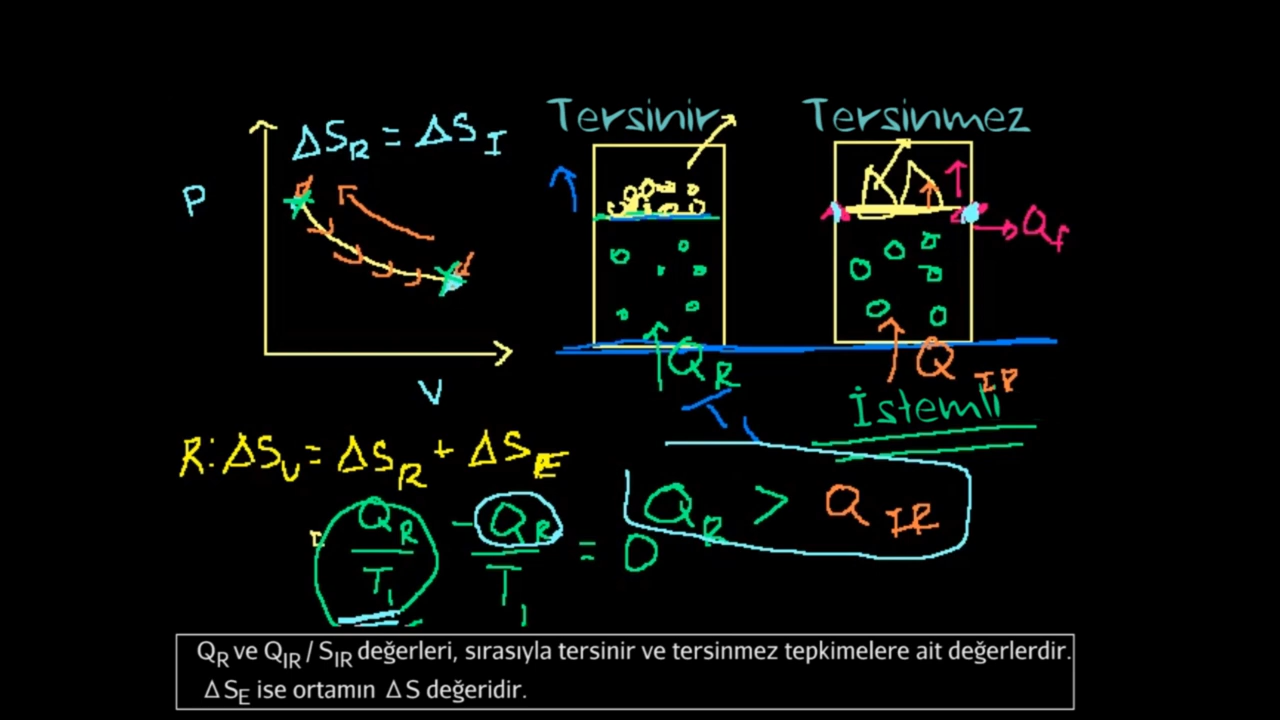 Tersinir
Tersinmez
ΔS_R = ΔS_I
P
Q_f
Q_R
Q_IR
V
T_1
İstemli
R: ΔS_U = ΔS_R + ΔS_E
Q_R > Q_IR
Q_R/T_1 - Q_R/T_1 = 0
Q_R ve Q_IR / S_IR değerleri, sırasıyla tersinir ve tersinmez tepkimelere ait değerlerdir.
ΔS_E ise ortamın ΔS değeridir.